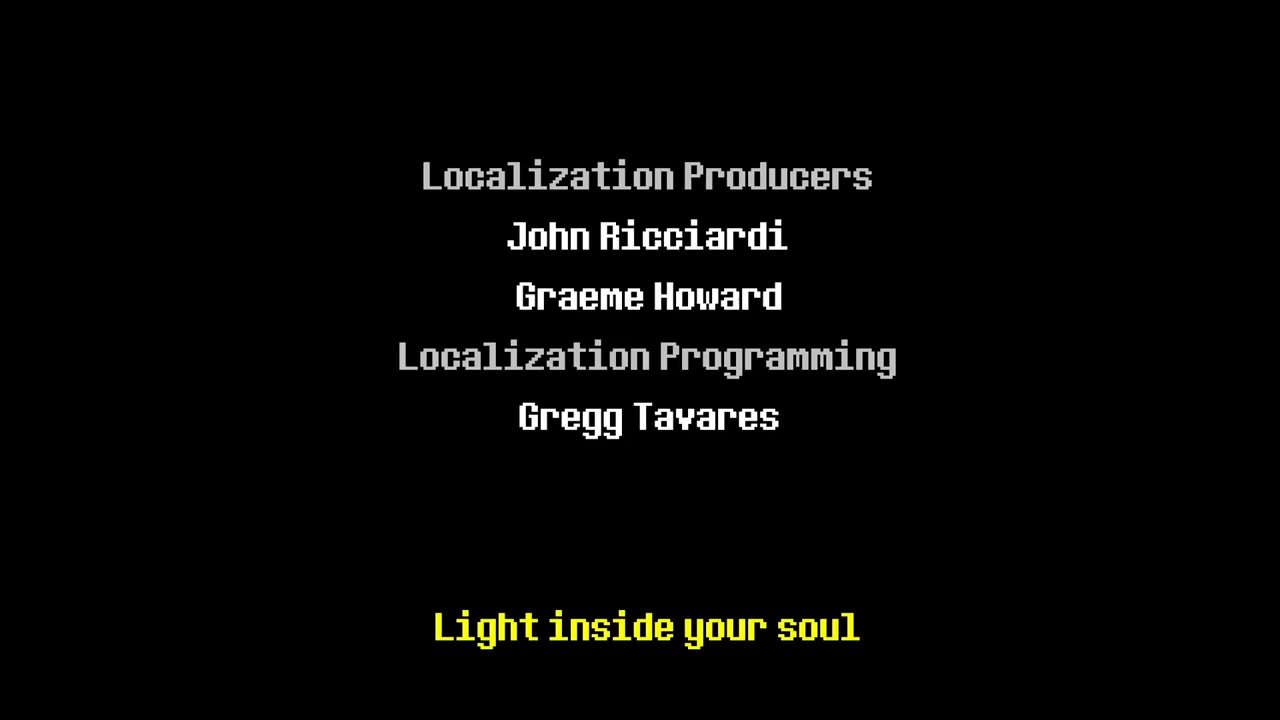 Localization Producers
John Ricciardi
Graeme Howard
Localization Programming
Gregg Tavares
Light inside your soul